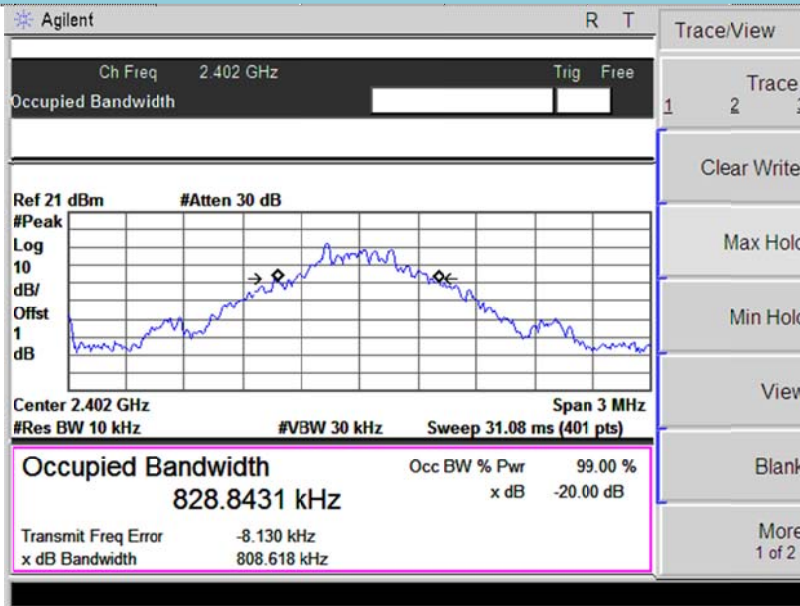 Agilent R T
Trace/View
Ch Freq 2.402 GHz Trig Free
Occupied Bandwidth
Trace
1 2
Clear Write
Max Hold
Min Hold
View
Blank
More
1 of 2
Ref 21 dBm #Atten 30 dB
#Peak
Log
10
dB/
Offst
1
dB
Center 2.402 GHz Span 3 MHz
#Res BW 10 kHz #VBW 30 kHz Sweep 31.08 ms (401 pts)
Occupied Bandwidth Occ BW % Pwr 99.00 %
828.8431 kHz x dB -20.00 dB
Transmit Freq Error -8.130 kHz
x dB Bandwidth 808.618 kHz